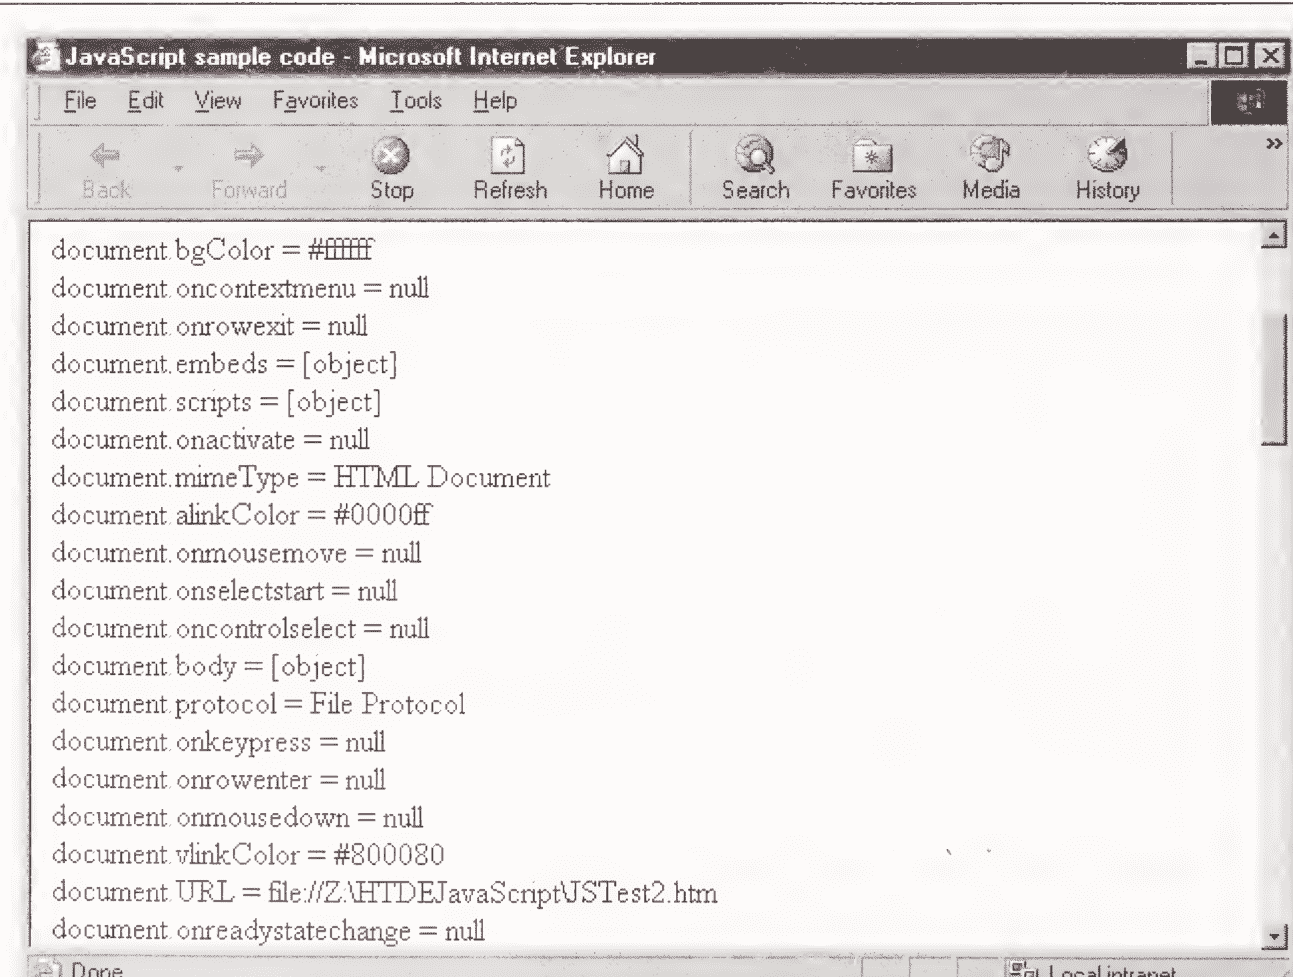 JavaScript sample code - Microsoft Internet Explorer
File Edit View Favorites Tools Help
Back Forward Stop Refresh Home Search Favorites Media History »
document.bgColor = #ffffff
document.oncontextmenu = null
document.onrowexit = null
document.embeds = [object]
document.scripts = [object]
document.onactivate = null
document.mimeType = HTML Document
document.alinkColor = #0000ff
document.onmousemove = null
document.onselectstart = null
document.oncontrolselect = null
document.body = [object]
document.protocol = File Protocol
document.onkeypress = null
document.onrowenter = null
document.onmousedown = null
document.vlinkColor = #800080
document.URL = file://Z:\HTDEJavaScript\JSTest2.htm
document.onreadystatechange = null
Done Local intranet